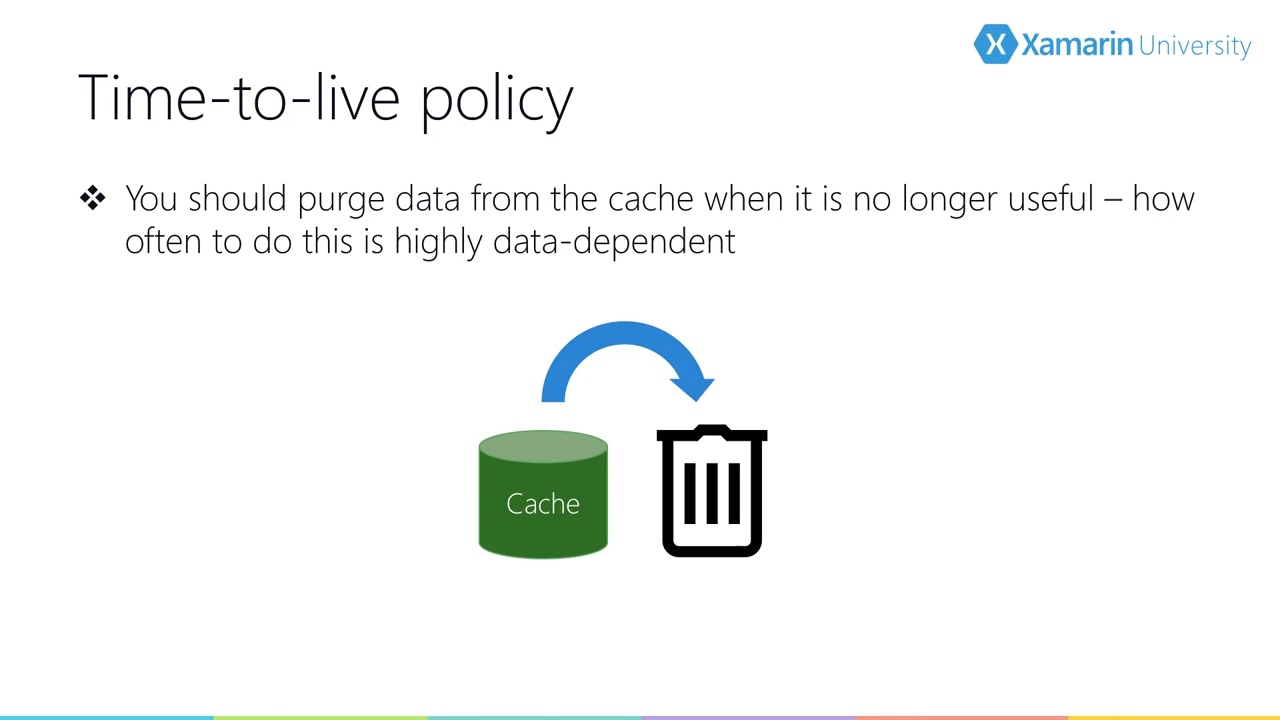 Xamarin University
Time-to-live policy
❖ You should purge data from the cache when it is no longer useful – how
often to do this is highly data-dependent
Cache